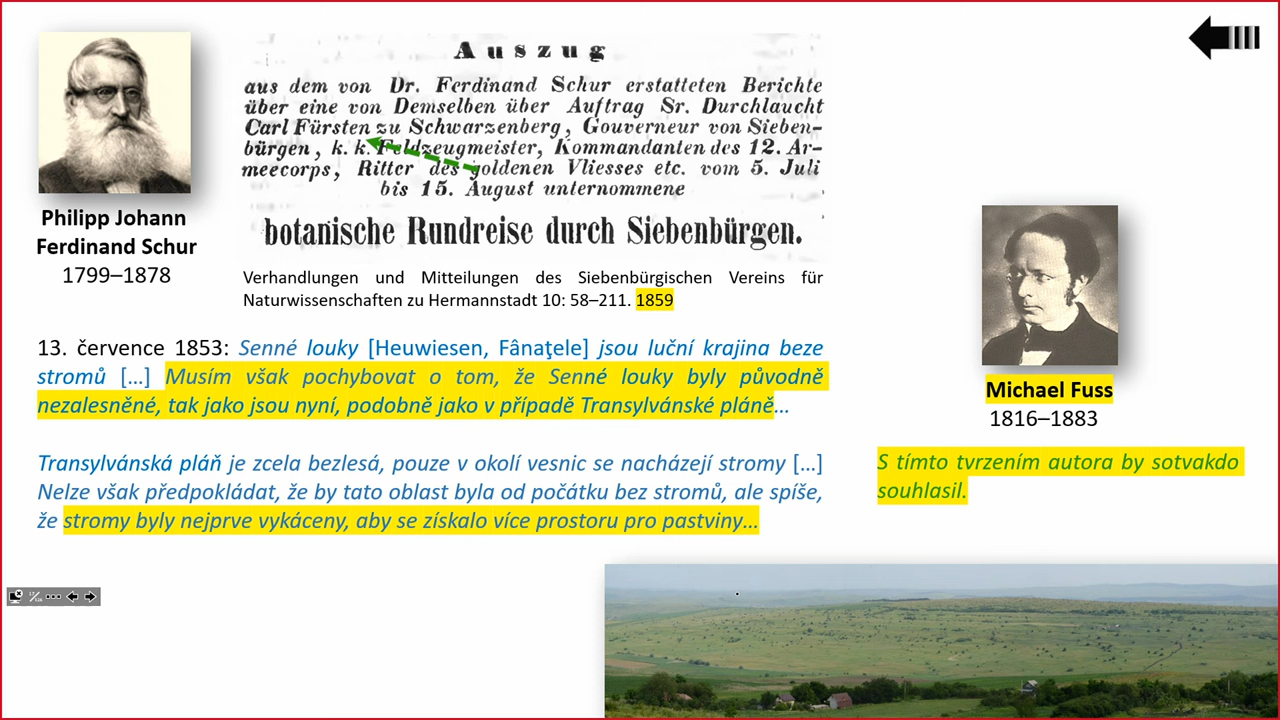 Auszug
aus dem von Dr. Ferdinand Schur erstatteten Berichte
über eine von Demselben über Auftrag Sr. Durchlaucht
Carl Fürsten zu Schwarzenberg, Gouverneur von Sieben-
bürgen, k. k. Feldzeugmeister, Kommandanten des 12. Ar-
meecorps, Ritter des goldenen Vliesses etc. vom 5. Juli
bis 15. August unternommene
botanische Rundreise durch Siebenbürgen.
Philipp Johann
Ferdinand Schur
1799–1878
Verhandlungen und Mitteilungen des Siebenbürgischen Vereins für
Naturwissenschaften zu Hermannstadt 10: 58–211. 1859
13. července 1853: Senné louky [Heuwiesen, Fânaţele] jsou luční krajina beze
stromů [...] Musím však pochybovat o tom, že Senné louky byly původně
nezalesněné, tak jako jsou nyní, podobně jako v případě Transylvánské pláně...
Transylvánská pláň je zcela bezlesá, pouze v okolí vesnic se nacházejí stromy [...]
Nelze však předpokládat, že by tato oblast byla od počátku bez stromů, ale spíše,
že stromy byly nejprve vykáceny, aby se získalo více prostoru pro pastviny...
Michael Fuss
1816–1883
S tímto tvrzením autora by sotvakdo
souhlasil.